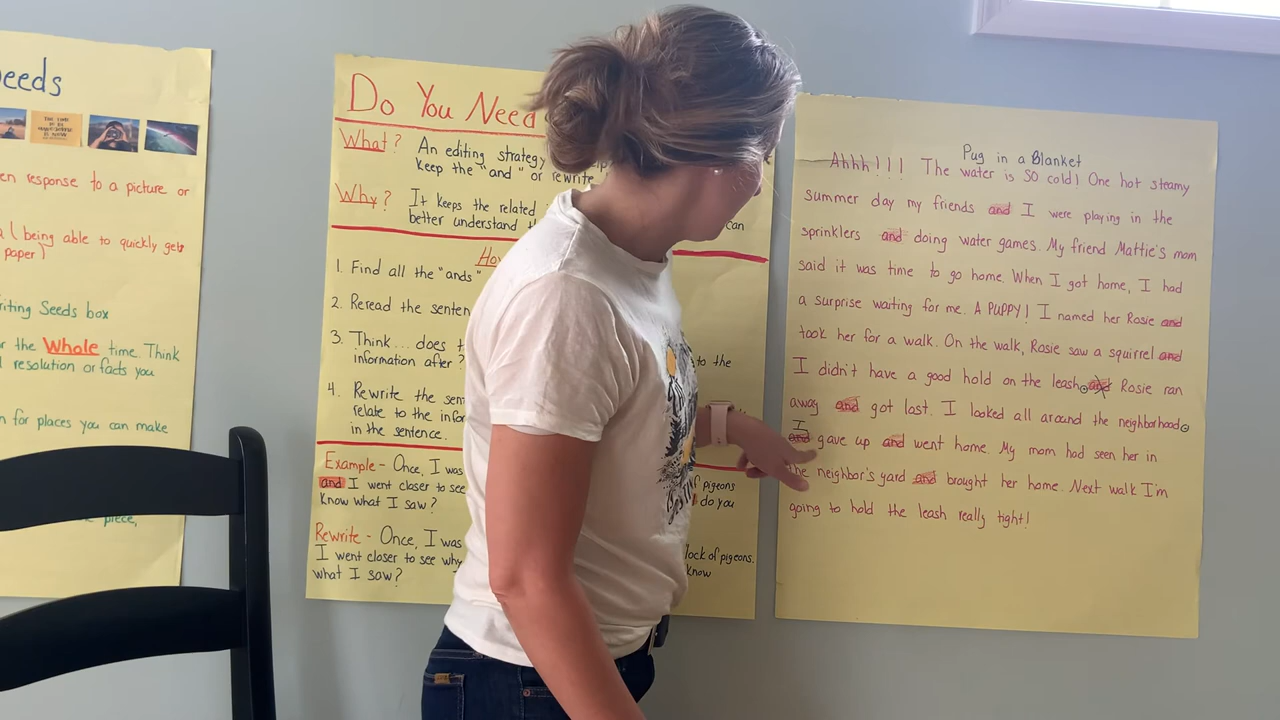 eeds
THE TIME
IS NOW
en response to a picture or
a (being able to quickly get
paper)
riting Seeds box
r the Whole time. Think
l resolution or facts you
n for places you can make
piece,
Do You Need
What? An editing strategy
keep the "and" or rewrite
Why? It keeps the related
better understand can
1. Find all the "ands"
2. Reread the senten
3. Think... does t to the
information after?
4. Rewrite the sen
relate to the infor
in the sentence.
Example - Once, I was of pigeons
and I went closer to see do you
know what I saw?
Rewrite - Once, I was lock of pigeons.
I went closer to see why know
what I saw?
Pug in a Blanket
Ahhh!!! The water is SO cold! One hot steamy
summer day my friends and I were playing in the
sprinklers and doing water games. My friend Mattie's mom
said it was time to go home. When I got home, I had
a surprise waiting for me. A PUPPY! I named her Rosie and
took her for a walk. On the walk, Rosie saw a squirrel and
I didn't have a good hold on the leash. and Rosie ran
away and got lost. I looked all around the neighborhood.
I
and gave up and went home. My mom had seen her in
the neighbor's yard and brought her home. Next walk I'm
going to hold the leash really tight!